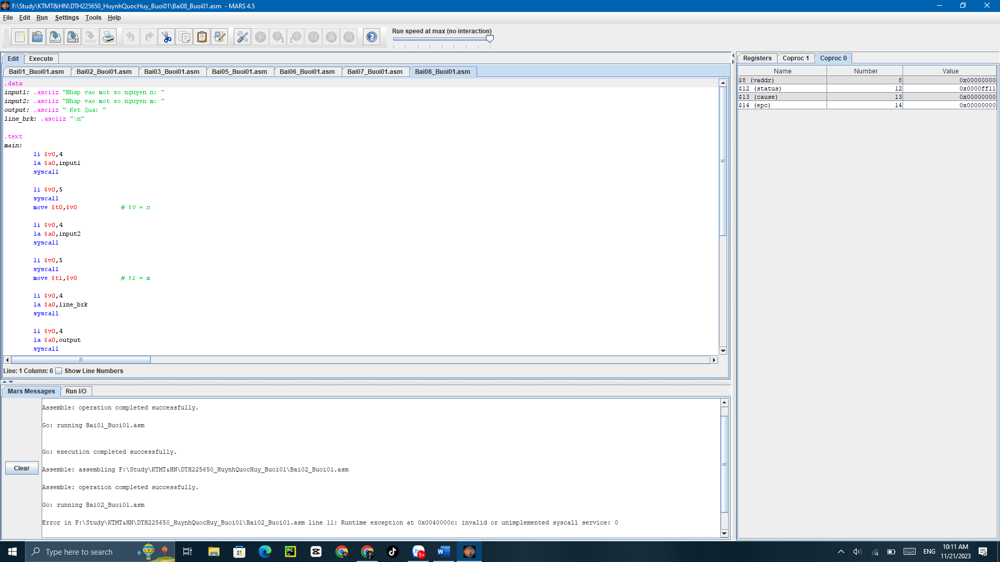 F:\Study\KTMT&HN\DTH225650_HuynhQuocHuy_Buoi01\Bai08_Buoi01.asm - MARS 4.5
File Edit Run Settings Tools Help
Run speed at max (no interaction)
Edit Execute
Bai01_Buoi01.asm Bai02_Buoi01.asm Bai03_Buoi01.asm Bai05_Buoi01.asm Bai06_Buoi01.asm Bai07_Buoi01.asm Bai08_Buoi01.asm
.data
input1: .asciiz "Nhap vao mot so nguyen n: "
input2: .asciiz "Nhap vao mot so nguyen m: "
output: .asciiz " Ket Qua: "
line_brk: .asciiz "\n"
.text
main:
li $v0,4
la $a0,input1
syscall
li $v0,5
syscall
move $t0,$v0 # t0 = n
li $v0,4
la $a0,input2
syscall
li $v0,5
syscall
move $t1,$v0 # t1 = m
li $v0,4
la $a0,line_brk
syscall
li $v0,4
la $a0,output
syscall
Line: 1 Column: 6 Show Line Numbers
Registers Coproc 1 Coproc 0
Name Number Value
$8 (vaddr) 8 0x00000000
$12 (status) 12 0x0000ff11
$13 (cause) 13 0x00000000
$14 (epc) 14 0x00000000
Mars Messages Run I/O
Clear
Assemble: operation completed successfully.
Go: running Bai01_Buoi01.asm
Go: execution completed successfully.
Assemble: assembling F:\Study\KTMT&HN\DTH225650_HuynhQuocHuy_Buoi01\Bai02_Buoi01.asm
Assemble: operation completed successfully.
Go: running Bai02_Buoi01.asm
Error in F:\Study\KTMT&HN\DTH225650_HuynhQuocHuy_Buoi01\Bai02_Buoi01.asm line 11: Runtime exception at 0x0040000c: invalid or unimplemented syscall service: 0
Type here to search
PC
Zalo
5+
W
ENG
10:11 AM
11/21/2023